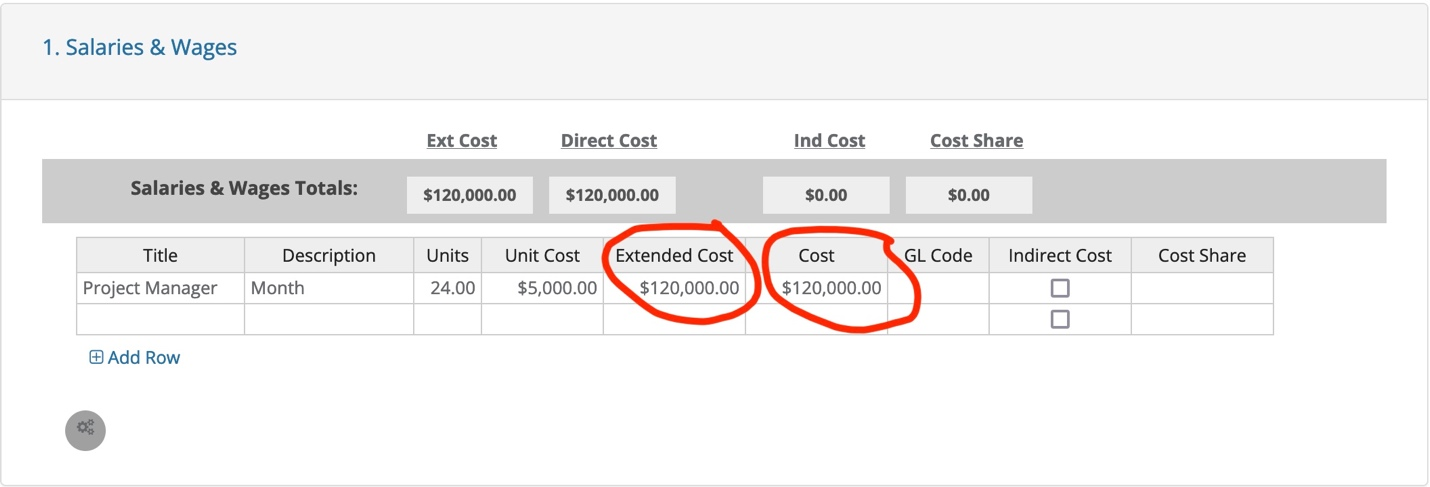 1. Salaries & Wages
Ext Cost Direct Cost Ind Cost Cost Share
Salaries & Wages Totals: $120,000.00 $120,000.00 $0.00 $0.00
Title Description Units Unit Cost Extended Cost Cost GL Code Indirect Cost Cost Share
Project Manager Month 24.00 $5,000.00 $120,000.00 $120,000.00
Add Row